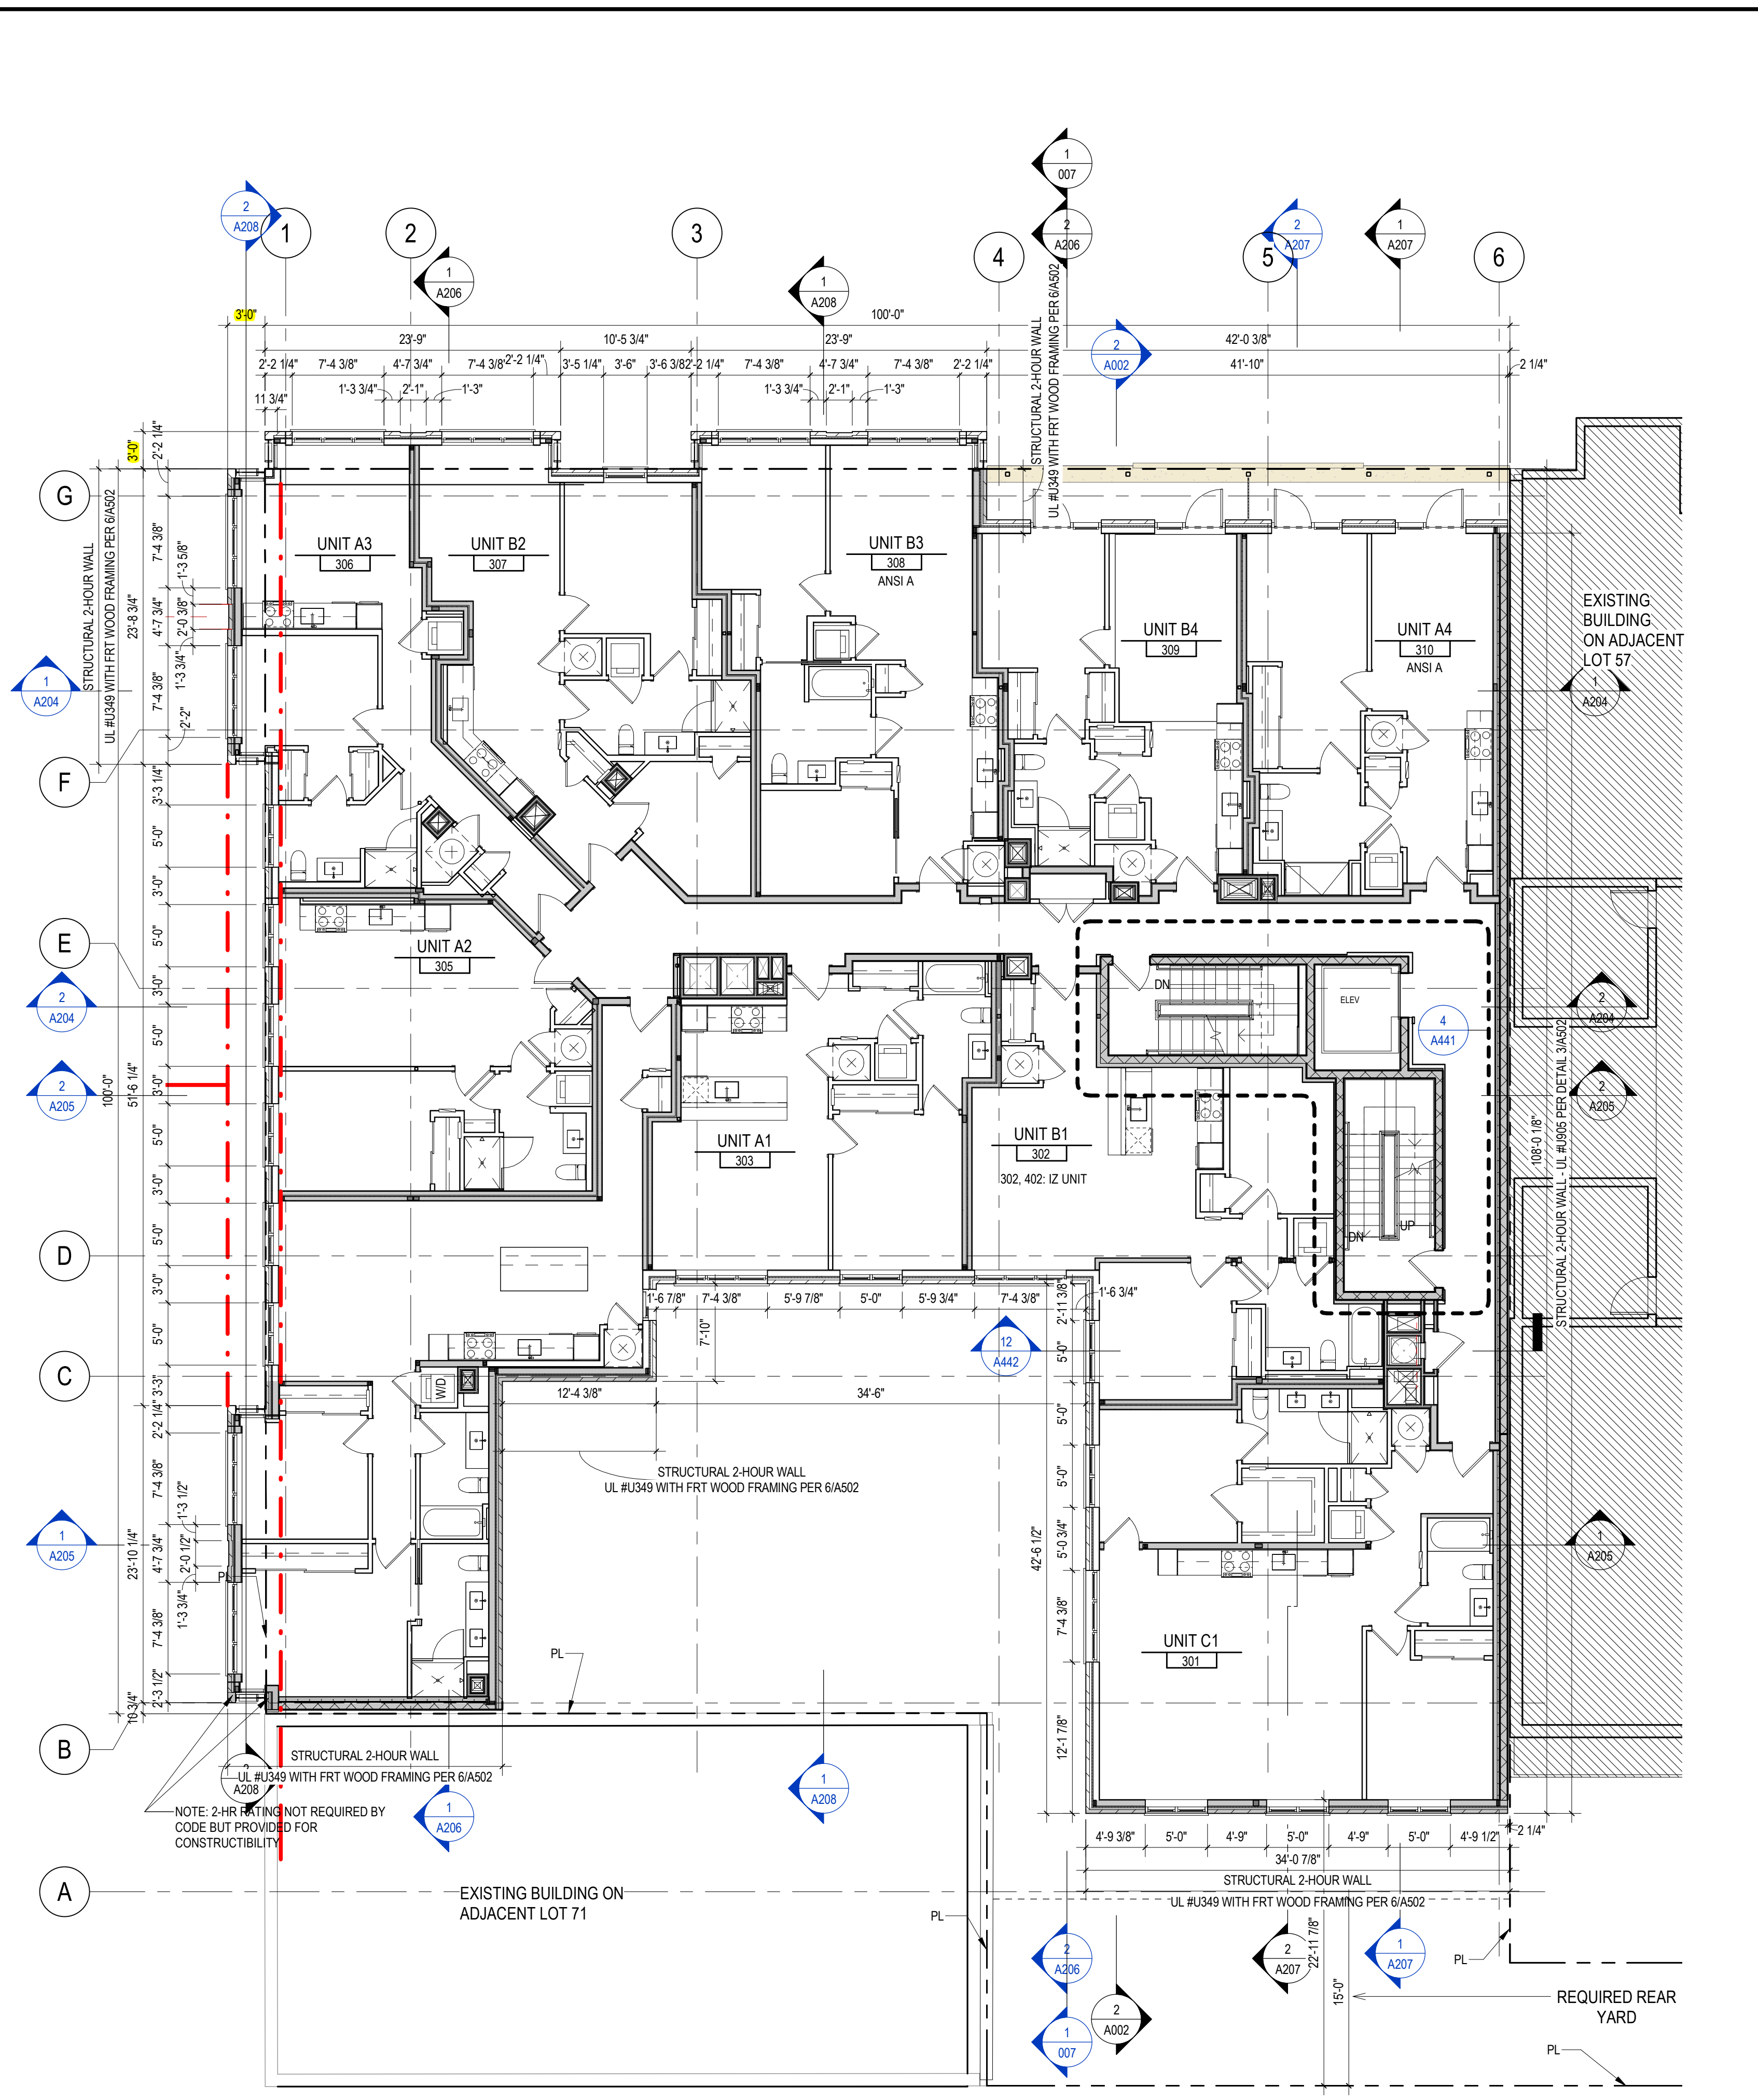 1
007
2
A208
1
2
3
4
5
6
2
A206
2
A207
1
A207
1
A206
1
A208
3'-0"
100'-0"
23'-9"
10'-5 3/4"
23'-9"
42'-0 3/8"
2
A002
2'-2 1/4"
7'-4 3/8"
4'-7 3/4"
7'-4 3/8"
2'-2 1/4"
3'-5 1/4"
3'-6"
3'-6 3/8"
2'-2 1/4"
7'-4 3/8"
4'-7 3/4"
7'-4 3/8"
2'-2 1/4"
41'-10"
2 1/4"
1'-3 3/4"
2'-1"
1'-3"
1'-3 3/4"
2'-1"
1'-3"
11 3/4"
STRUCTURAL 2-HOUR WALL
UL #U349 WITH FRT WOOD FRAMING PER 6/A502
3'-0"
2'-2 1/4"
G
STRUCTURAL 2-HOUR WALL
UL #U349 WITH FRT WOOD FRAMING PER 6/A502
23'-8 3/4"
7'-4 3/8"
1'-3 5/8"
4'-7 3/4"
2'-0 3/8"
1'-3 3/4"
7'-4 3/8"
2'-2"
UNIT A3
306
UNIT B2
307
UNIT B3
308
ANSI A
UNIT B4
309
UNIT A4
310
ANSI A
EXISTING
BUILDING
ON ADJACENT
LOT 57
1
A204
1
A204
F
3'-3 1/4"
5'-0"
3'-0"
5'-0"
3'-0"
5'-0"
3'-0"
5'-0"
3'-0"
5'-0"
3'-0"
5'-0"
3'-3"
E
UNIT A2
305
DN
ELEV
2
A204
4
A441
2
A204
2
A205
100'-0"
51'-6 1/4"
2
A205
UNIT A1
303
UNIT B1
302
302, 402: IZ UNIT
108'-0 1/8"
STRUCTURAL 2-HOUR WALL - UL #U905 PER DETAIL 3/A502
UP
DN
D
1'-6 7/8"
7'-4 3/8"
5'-9 7/8"
5'-0"
5'-9 3/4"
7'-4 3/8"
2'-11 3/8"
1'-6 3/4"
7'-10"
12
A442
5'-0"
C
W/D
12'-4 3/8"
34'-6"
5'-0"
2'-2 1/4"
7'-4 3/8"
1'-3 1/2"
4'-7 3/4"
2'-0 1/2"
1'-3 3/4"
7'-4 3/8"
2'-3 1/2"
23'-10 1/4"
10 3/4"
STRUCTURAL 2-HOUR WALL
UL #U349 WITH FRT WOOD FRAMING PER 6/A502
5'-0"
5'-0 3/4"
42'-6 1/2"
7'-4 3/8"
12'-1 7/8"
1
A205
1
A205
UNIT C1
301
PL
B
STRUCTURAL 2-HOUR WALL
UL #U349 WITH FRT WOOD FRAMING PER 6/A502
A208
NOTE: 2-HR RATING NOT REQUIRED BY
CODE BUT PROVIDED FOR
CONSTRUCTIBILITY
1
A206
1
A208
4'-9 3/8"
5'-0"
4'-9"
5'-0"
4'-9"
5'-0"
4'-9 1/2"
2 1/4"
34'-0 7/8"
STRUCTURAL 2-HOUR WALL
UL #U349 WITH FRT WOOD FRAMING PER 6/A502
A
EXISTING BUILDING ON
ADJACENT LOT 71
PL
2
A206
2
A207
22'-11 7/8"
1
A207
PL
15'-0"
REQUIRED REAR
YARD
2
A002
1
007
PL